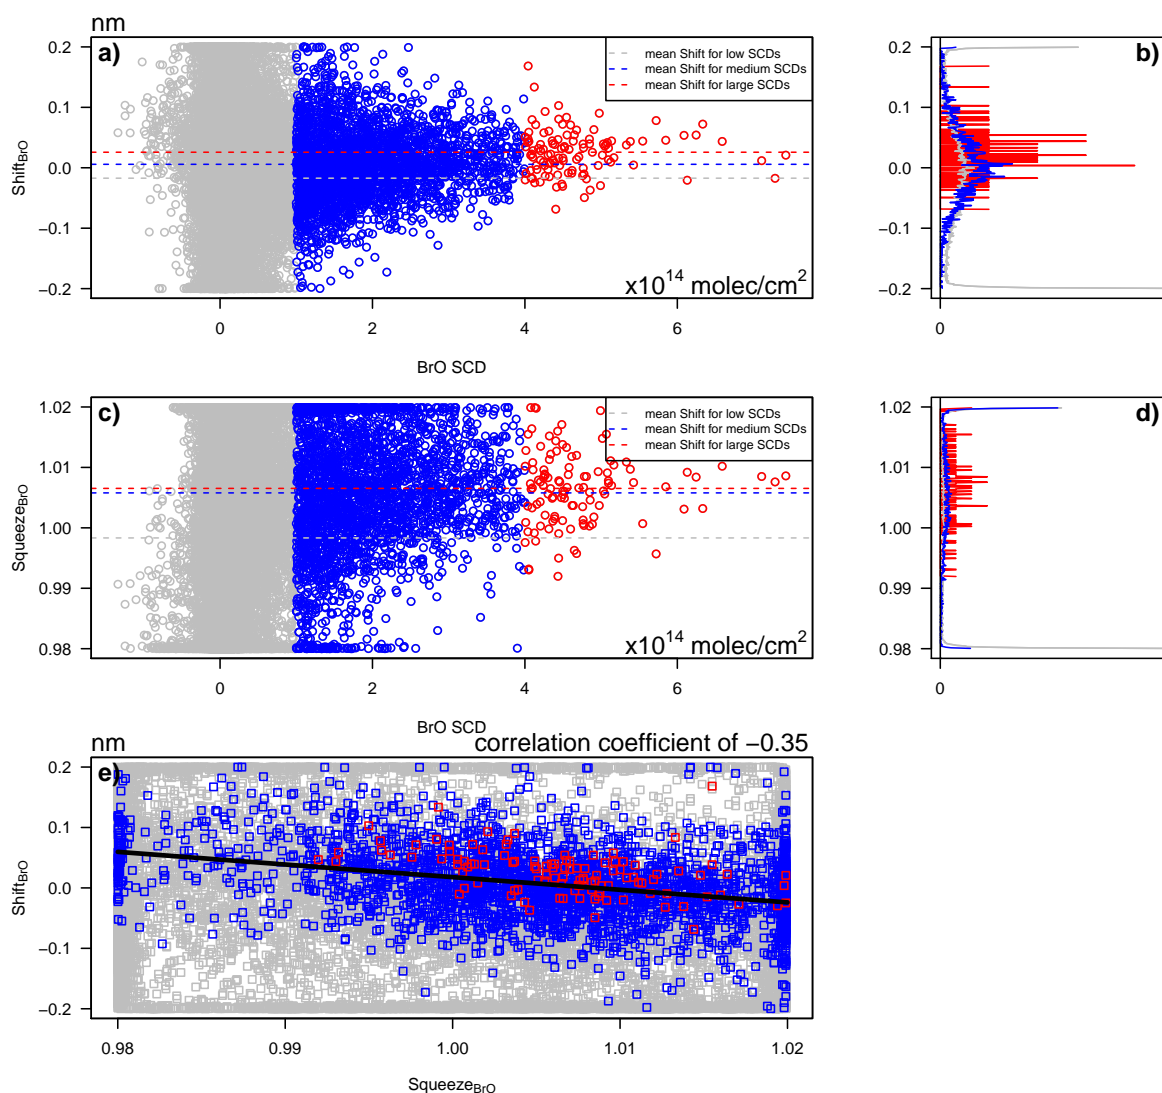 nm
a)
0.2
0.1
0.0
−0.1
−0.2
Shift_BrO
mean Shift for low SCDs
mean Shift for medium SCDs
mean Shift for large SCDs
x10^14 molec/cm^2
0 2 4 6
BrO SCD
b)
0.2
0.1
0.0
−0.1
−0.2
0
c)
1.02
1.01
1.00
0.99
0.98
Squeeze_BrO
mean Shift for low SCDs
mean Shift for medium SCDs
mean Shift for large SCDs
x10^14 molec/cm^2
0 2 4 6
BrO SCD
d)
1.02
1.01
1.00
0.99
0.98
0
nm
correlation coefficient of −0.35
e)
0.2
0.1
0.0
−0.1
−0.2
Shift_BrO
0.98 0.99 1.00 1.01 1.02
Squeeze_BrO